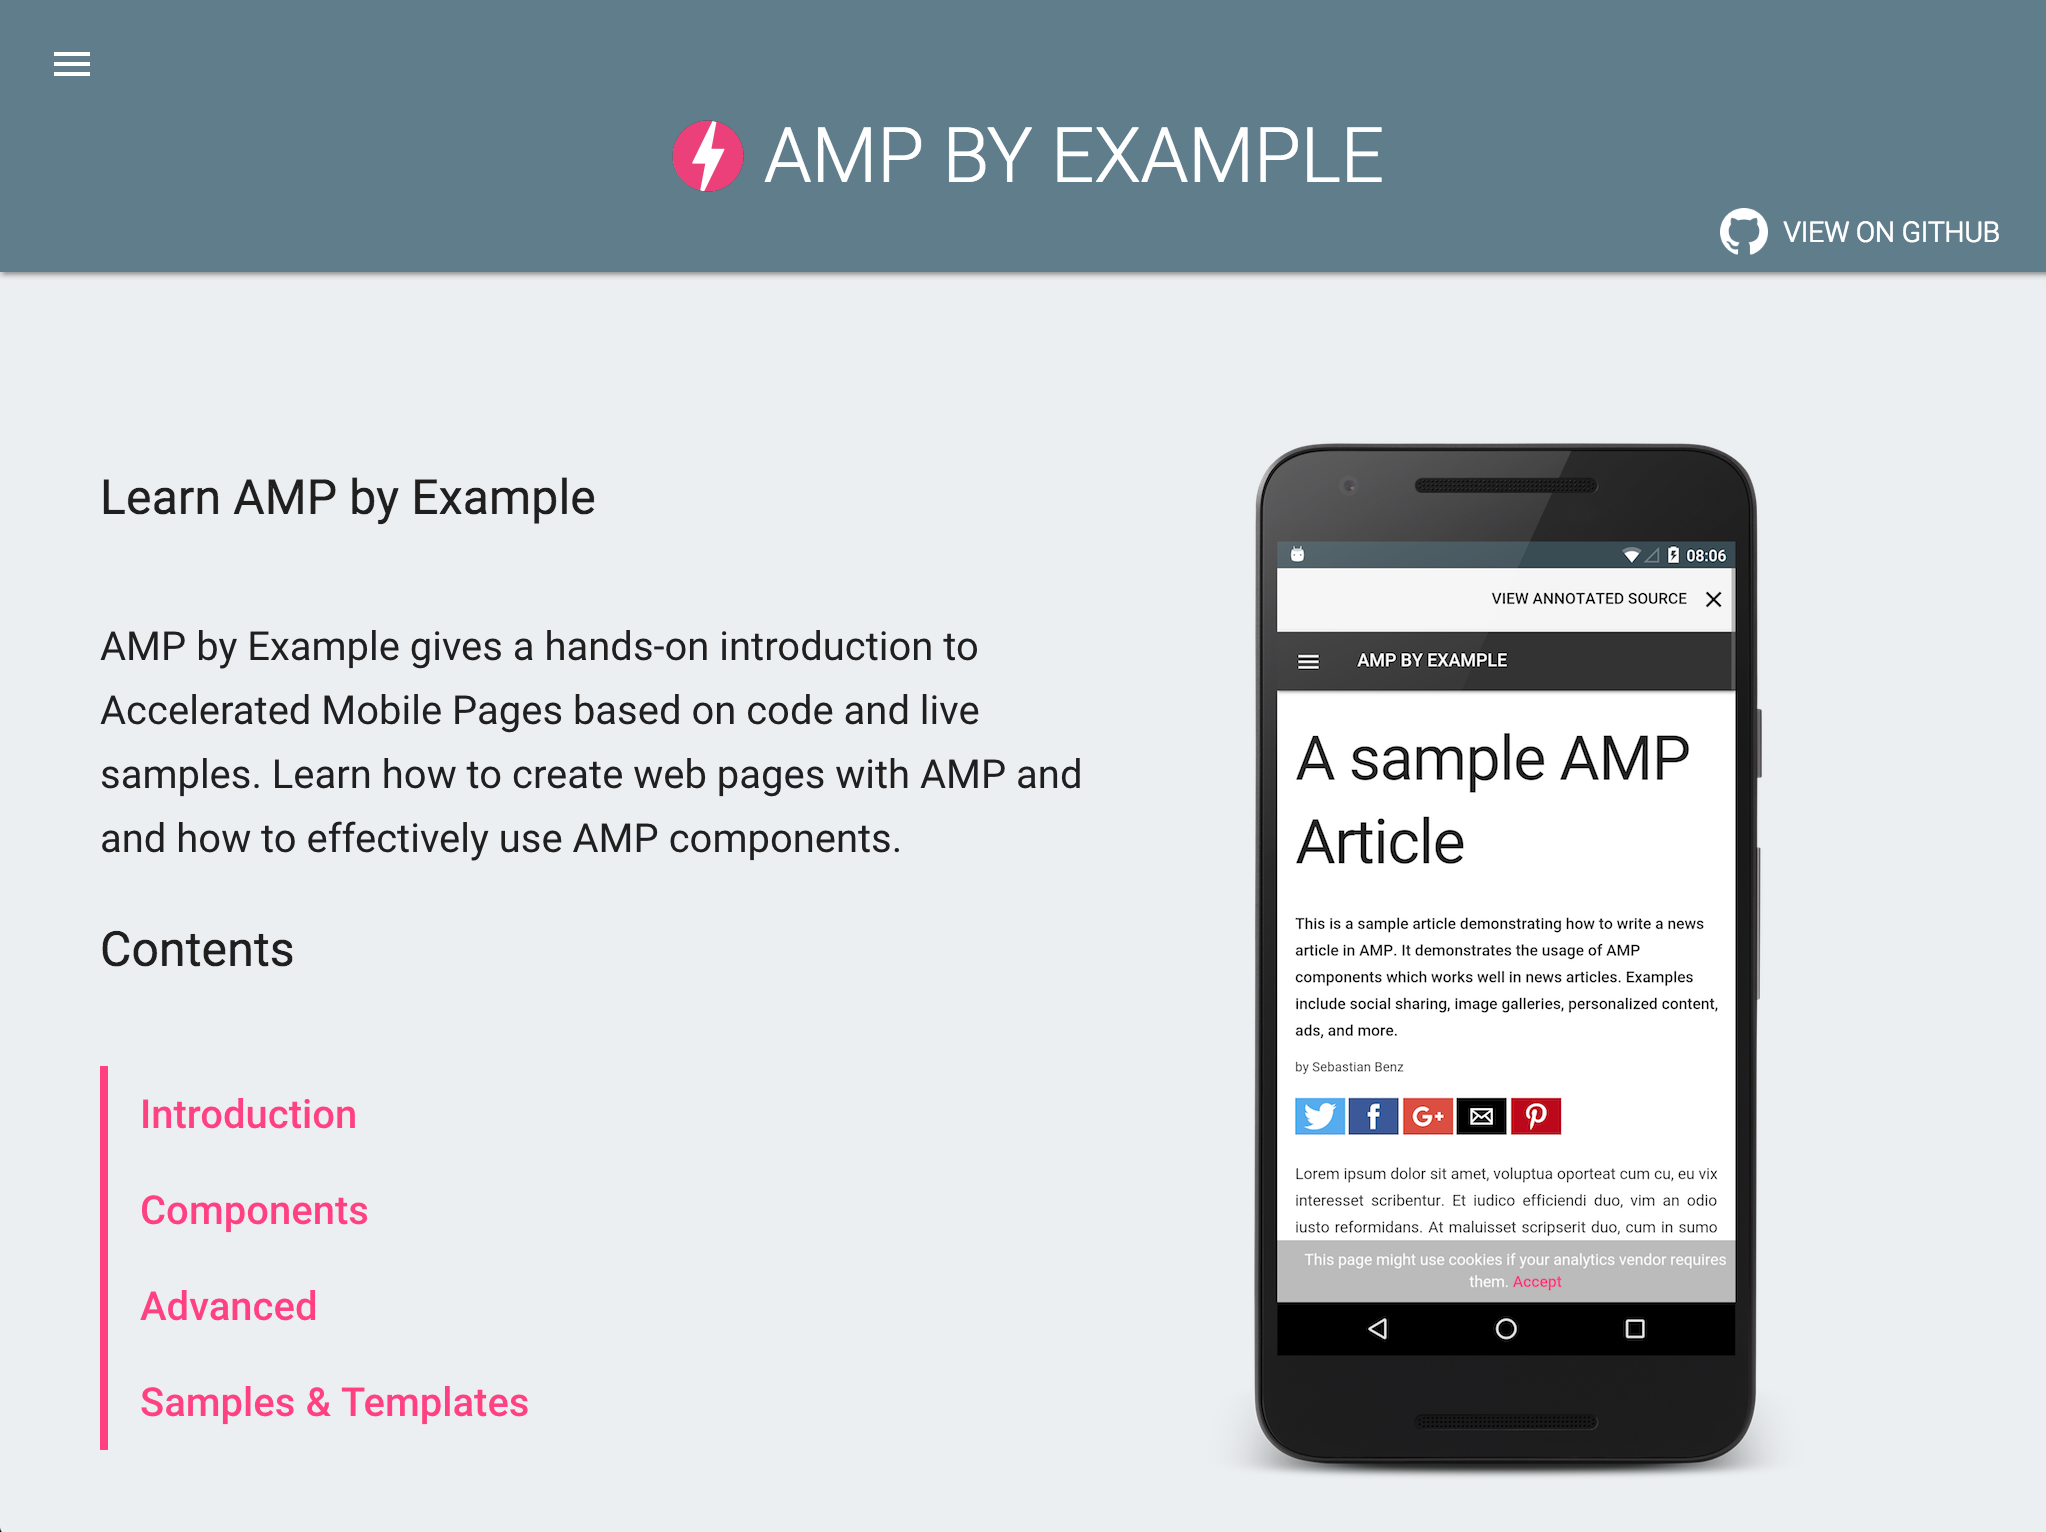 AMP BY EXAMPLE
VIEW ON GITHUB
Learn AMP by Example
AMP by Example gives a hands-on introduction to
Accelerated Mobile Pages based on code and live
samples. Learn how to create web pages with AMP and
and how to effectively use AMP components.
Contents
Introduction
Components
Advanced
Samples & Templates
08:06
VIEW ANNOTATED SOURCE
AMP BY EXAMPLE
A sample AMP
Article
This is a sample article demonstrating how to write a news
article in AMP. It demonstrates the usage of AMP
components which works well in news articles. Examples
include social sharing, image galleries, personalized content,
ads, and more.
by Sebastian Benz
Lorem ipsum dolor sit amet, voluptua oporteat cum cu, eu vix
interesset scribentur. Et iudico efficiendi duo, vim an odio
iusto reformidans. At maluisset scripserit duo, cum in sumo
This page might use cookies if your analytics vendor requires
them. Accept